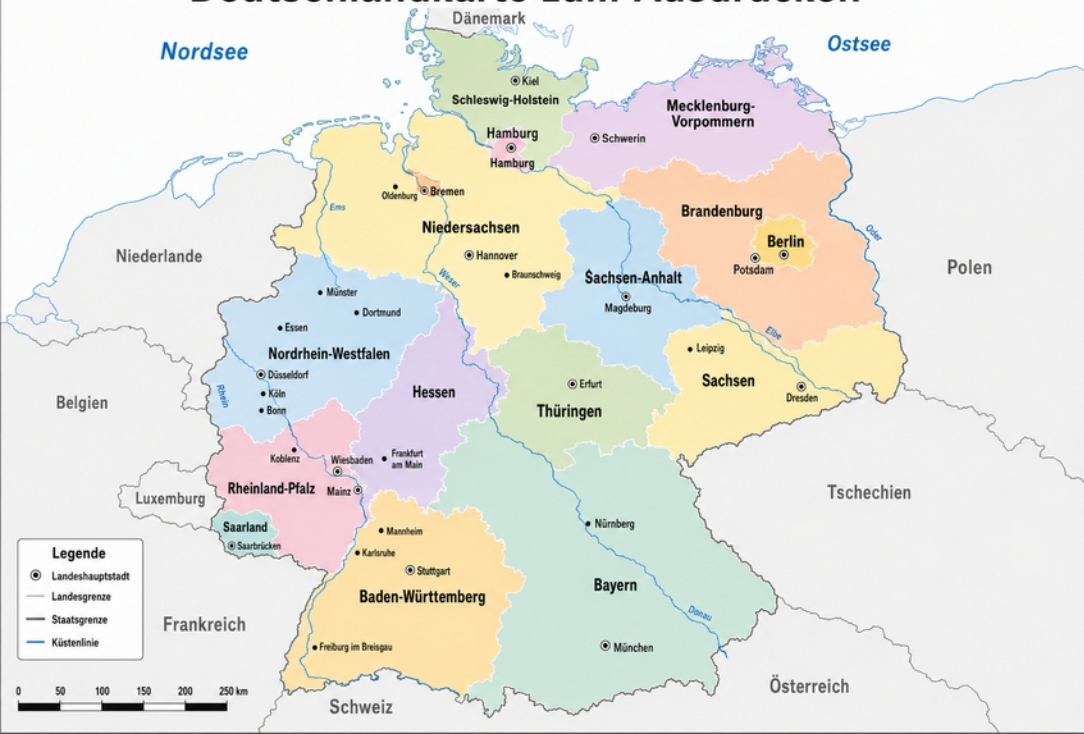 Deutschlandkarte zum Ausdrucken
Dänemark
Nordsee
Ostsee
Kiel
Schleswig-Holstein
Mecklenburg-
Vorpommern
Schwerin
Hamburg
Hamburg
Oldenburg
Bremen
Ems
Niedersachsen
Brandenburg
Berlin
Potsdam
Oder
Niederlande
Hannover
Braunschweig
Weser
Sachsen-Anhalt
Magdeburg
Polen
Münster
Dortmund
Essen
Nordrhein-Westfalen
Düsseldorf
Köln
Bonn
Rhein
Elbe
Leipzig
Sachsen
Dresden
Erfurt
Thüringen
Hessen
Belgien
Koblenz
Wiesbaden
Frankfurt
am Main
Rheinland-Pfalz
Mainz
Luxemburg
Tschechien
Saarland
Saarbrücken
Mannheim
Karlsruhe
Stuttgart
Baden-Württemberg
Freiburg im Breisgau
Nürnberg
Bayern
Donau
München
Frankreich
Schweiz
Österreich
Legende
Landeshauptstadt
Landesgrenze
Staatsgrenze
Küstenlinie
0 50 100 150 200 250 km